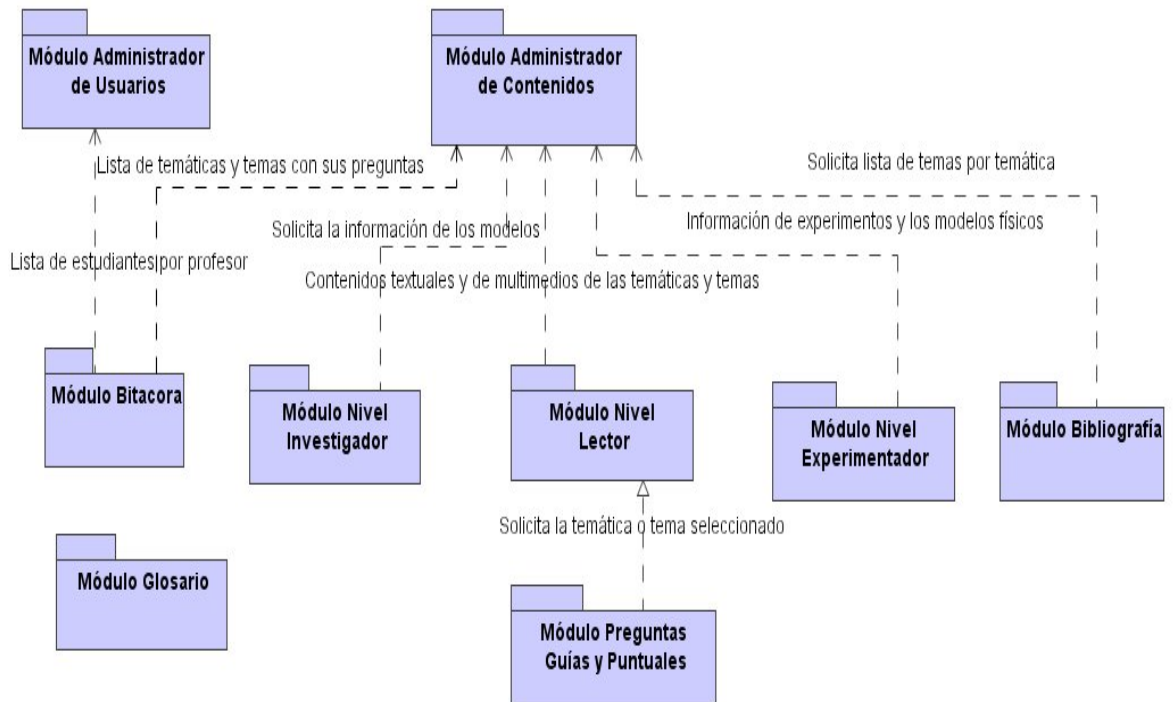 Módulo Administrador
de Usuarios
Módulo Administrador
de Contenidos
Lista de temáticas y temas con sus preguntas
Solicita lista de temas por temática
Solicita la información de los modelos
Información de experimentos y los modelos físicos
Lista de estudiantes por profesor
Contenidos textuales y de multimedios de las temáticas y temas
Módulo Bitacora
Módulo Nivel
Investigador
Módulo Nivel
Lector
Módulo Nivel
Experimentador
Módulo Bibliografía
Solicita la temática o tema seleccionado
Módulo Glosario
Módulo Preguntas
Guías y Puntuales